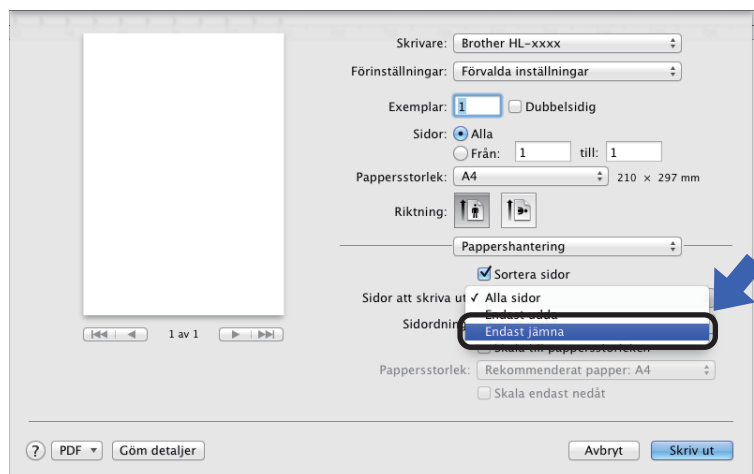 Skrivare: Brother HL-xxxx
Förinställningar: Förvalda inställningar
Exemplar: 1 Dubbelsidig
Sidor: Alla
Från: 1 till: 1
Papperstorlek: A4 210 × 297 mm
Riktning:
Pappershantering
Sortera sidor
Sidor att skriva ut ✓ Alla sidor
Endast udda
Sidordning
Endast jämna
Skala till pappersstorleken
Pappersstorlek: Rekommenderat papper: A4
Skala endast nedåt
1 av 1
? PDF Göm detaljer Avbryt Skriv ut